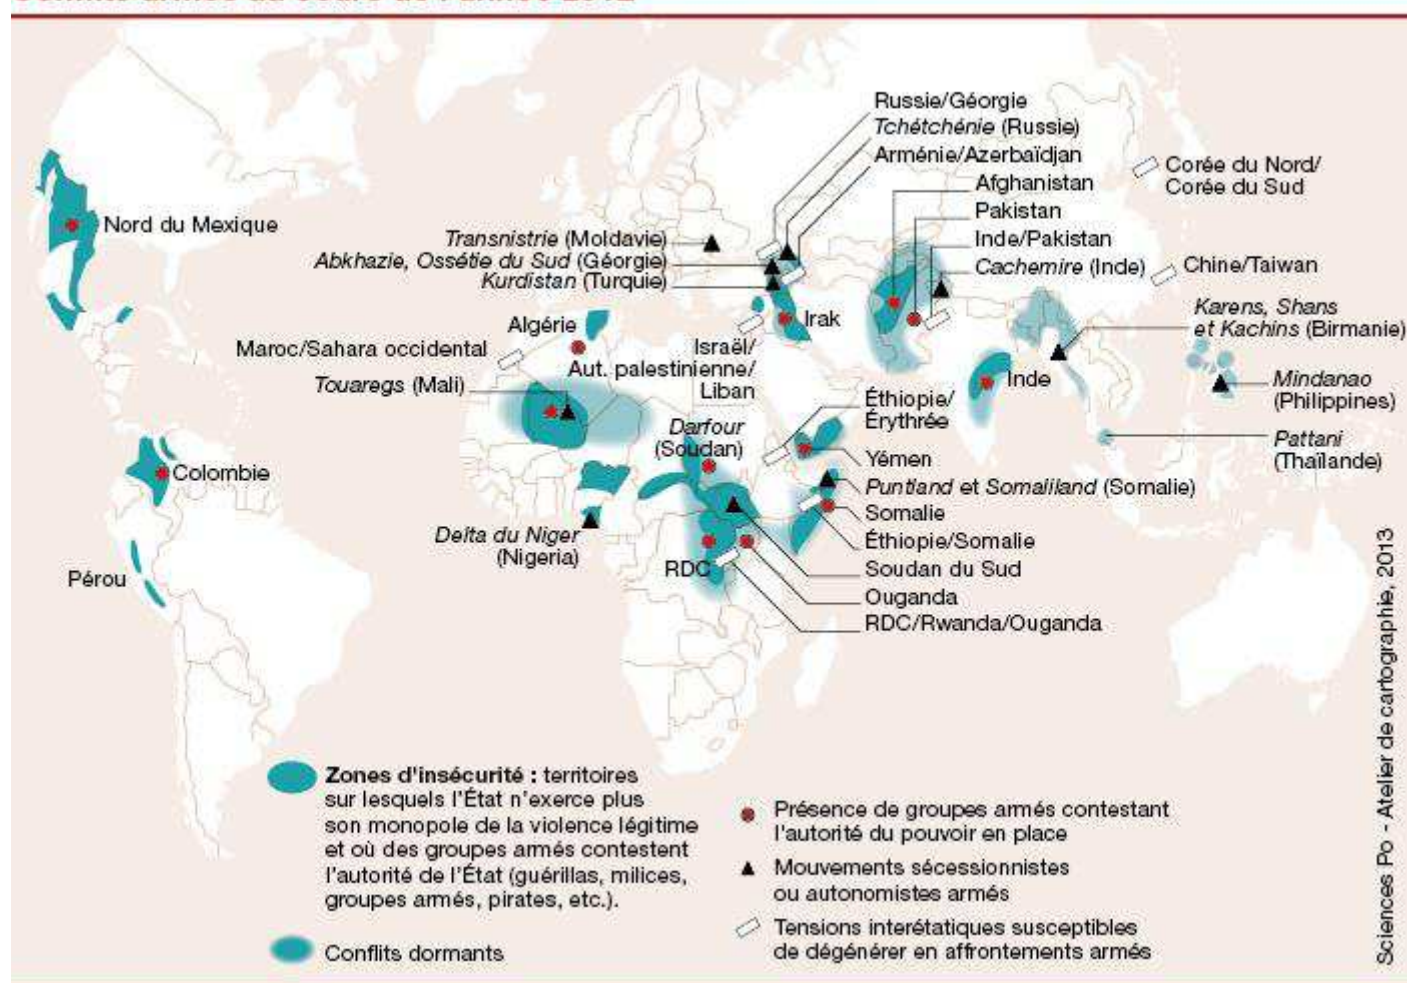 Russie/Géorgie
Tchétchénie (Russie)
Arménie/Azerbaïdjan
Afghanistan
Pakistan
Inde/Pakistan
Cachemire (Inde)
Corée du Nord/
Corée du Sud
Chine/Taiwan
Karens, Shans
et Kachins (Birmanie)
Mindanao
(Philippines)
Pattani
(Thaïlande)
Nord du Mexique
Transnistrie (Moldavie)
Abkhazie, Ossétie du Sud (Géorgie)
Kurdistan (Turquie)
Algérie
Irak
Maroc/Sahara occidental
Israël/
Aut. palestinienne/
Liban
Touaregs (Mali)
Inde
Éthiopie/
Érythrée
Darfour
(Soudan)
Yémen
Colombie
Puntland et Somaliland (Somalie)
Somalie
Delta du Niger
(Nigeria)
Éthiopie/Somalie
RDC
Soudan du Sud
Pérou
Ouganda
RDC/Rwanda/Ouganda
Zones d'insécurité : territoires
sur lesquels l'État n'exerce plus
son monopole de la violence légitime
et où des groupes armés contestent
l'autorité de l'État (guérillas, milices,
groupes armés, pirates, etc.).
Conflits dormants
Présence de groupes armés contestant
l'autorité du pouvoir en place
Mouvements sécessionnistes
ou autonomistes armés
Tensions interétatiques susceptibles
de dégénérer en affrontements armés
Sciences Po - Atelier de cartographie, 2013